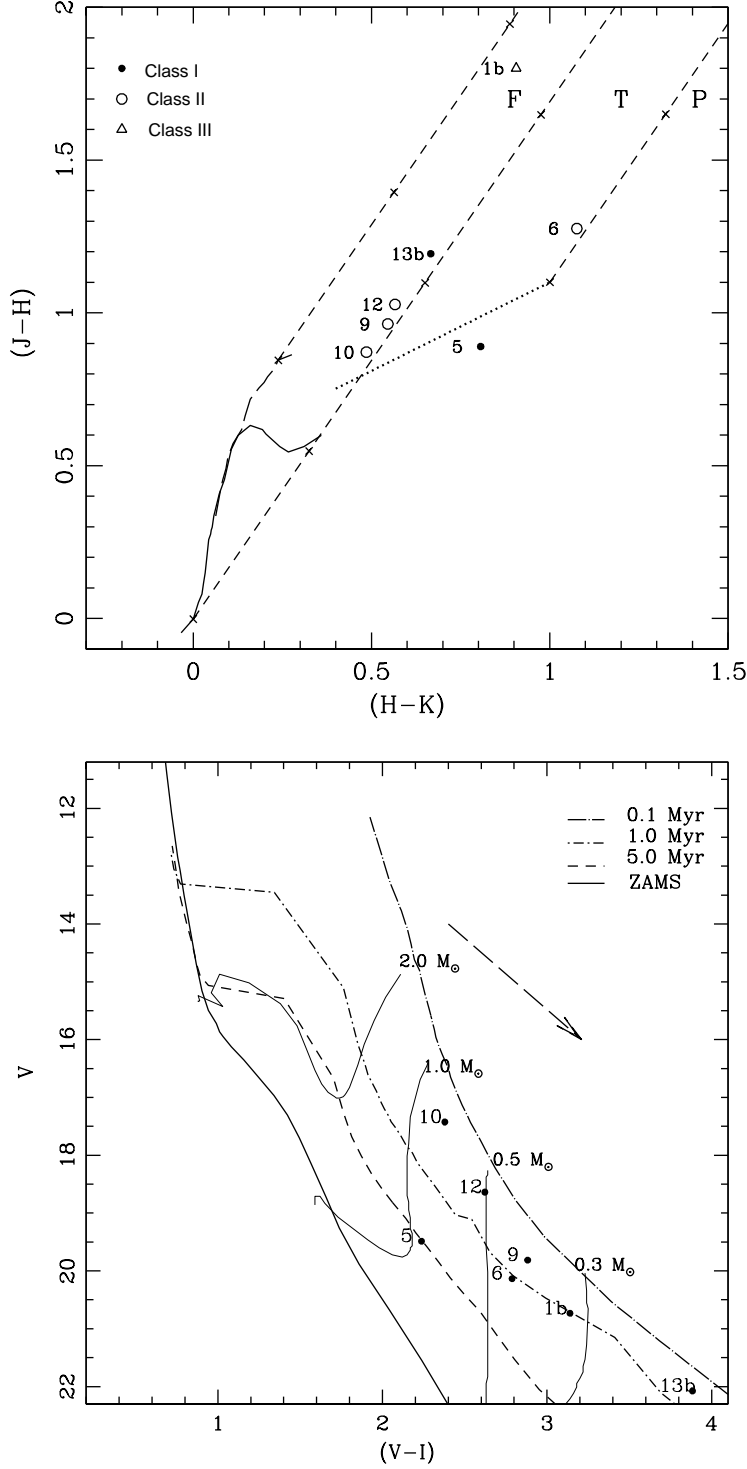 2
Class I
Class II
Class III
1b
F
T
P
1.5
6
13b
12
9
10
5
1
(J−H)
0.5
0
0
0.5
1
1.5
(H−K)
12
0.1 Myr
1.0 Myr
5.0 Myr
ZAMS
14
2.0 M⊙
16
1.0 M⊙
V
10
18
0.5 M⊙
12
5
9
20
0.3 M⊙
6
1b
22
13b
1
2
3
4
(V−I)